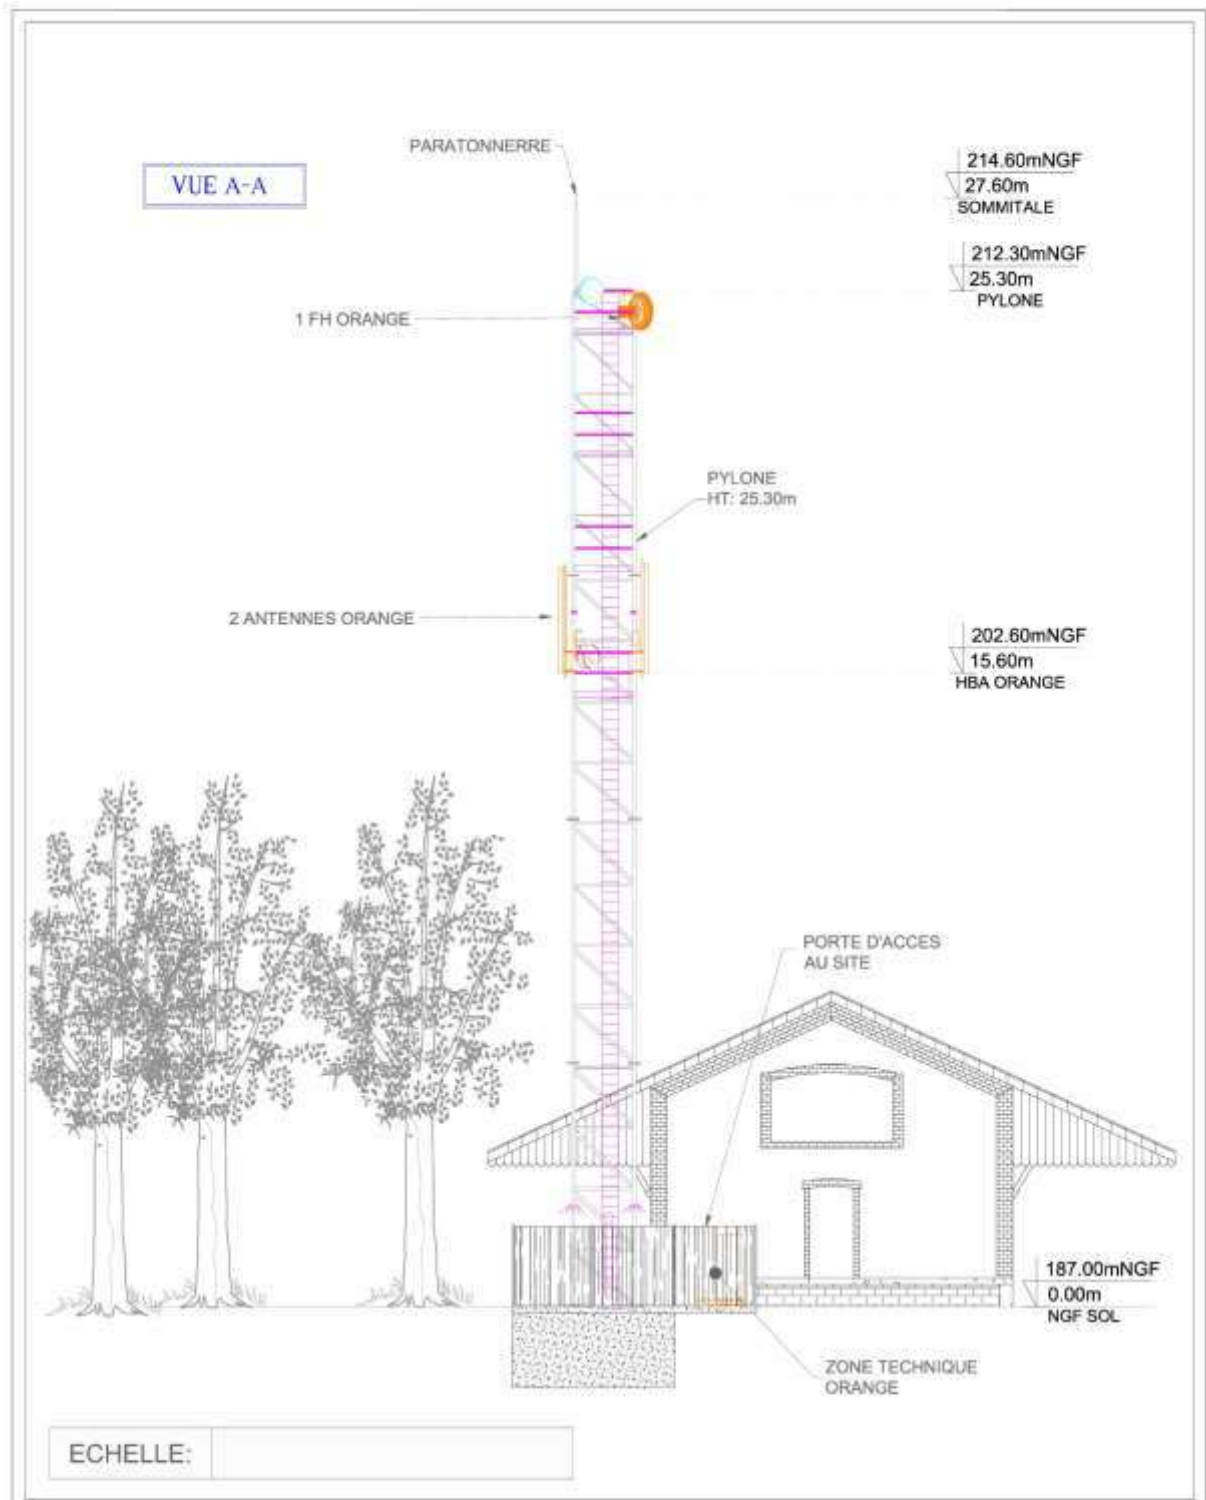 PARATONNERRE
VUE A-A
214.60mNGF
27.60m
SOMMITALE
212.30mNGF
25.30m
PYLONE
1 FH ORANGE
PYLONE
HT: 25.30m
2 ANTENNES ORANGE
202.60mNGF
15.60m
HBA ORANGE
PORTE D'ACCES
AU SITE
187.00mNGF
0.00m
NGF SOL
ZONE TECHNIQUE
ORANGE
ECHELLE: